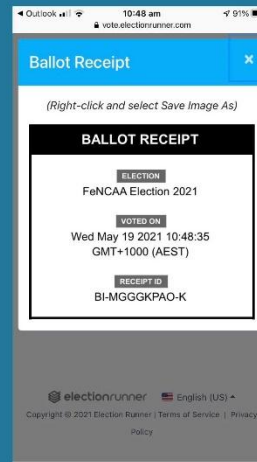 Outlook 10:48 am 91%
vote.electionrunner.com
Ballot Receipt ×
(Right-click and select Save Image As)
BALLOT RECEIPT
ELECTION
FeNCAA Election 2021
VOTED ON
Wed May 19 2021 10:48:35
GMT+1000 (AEST)
RECEIPT ID
BI-MGGGKPAO-K
electionrunner English (US)
Copyright © 2021 Election Runner | Terms of Service | Privacy
Policy